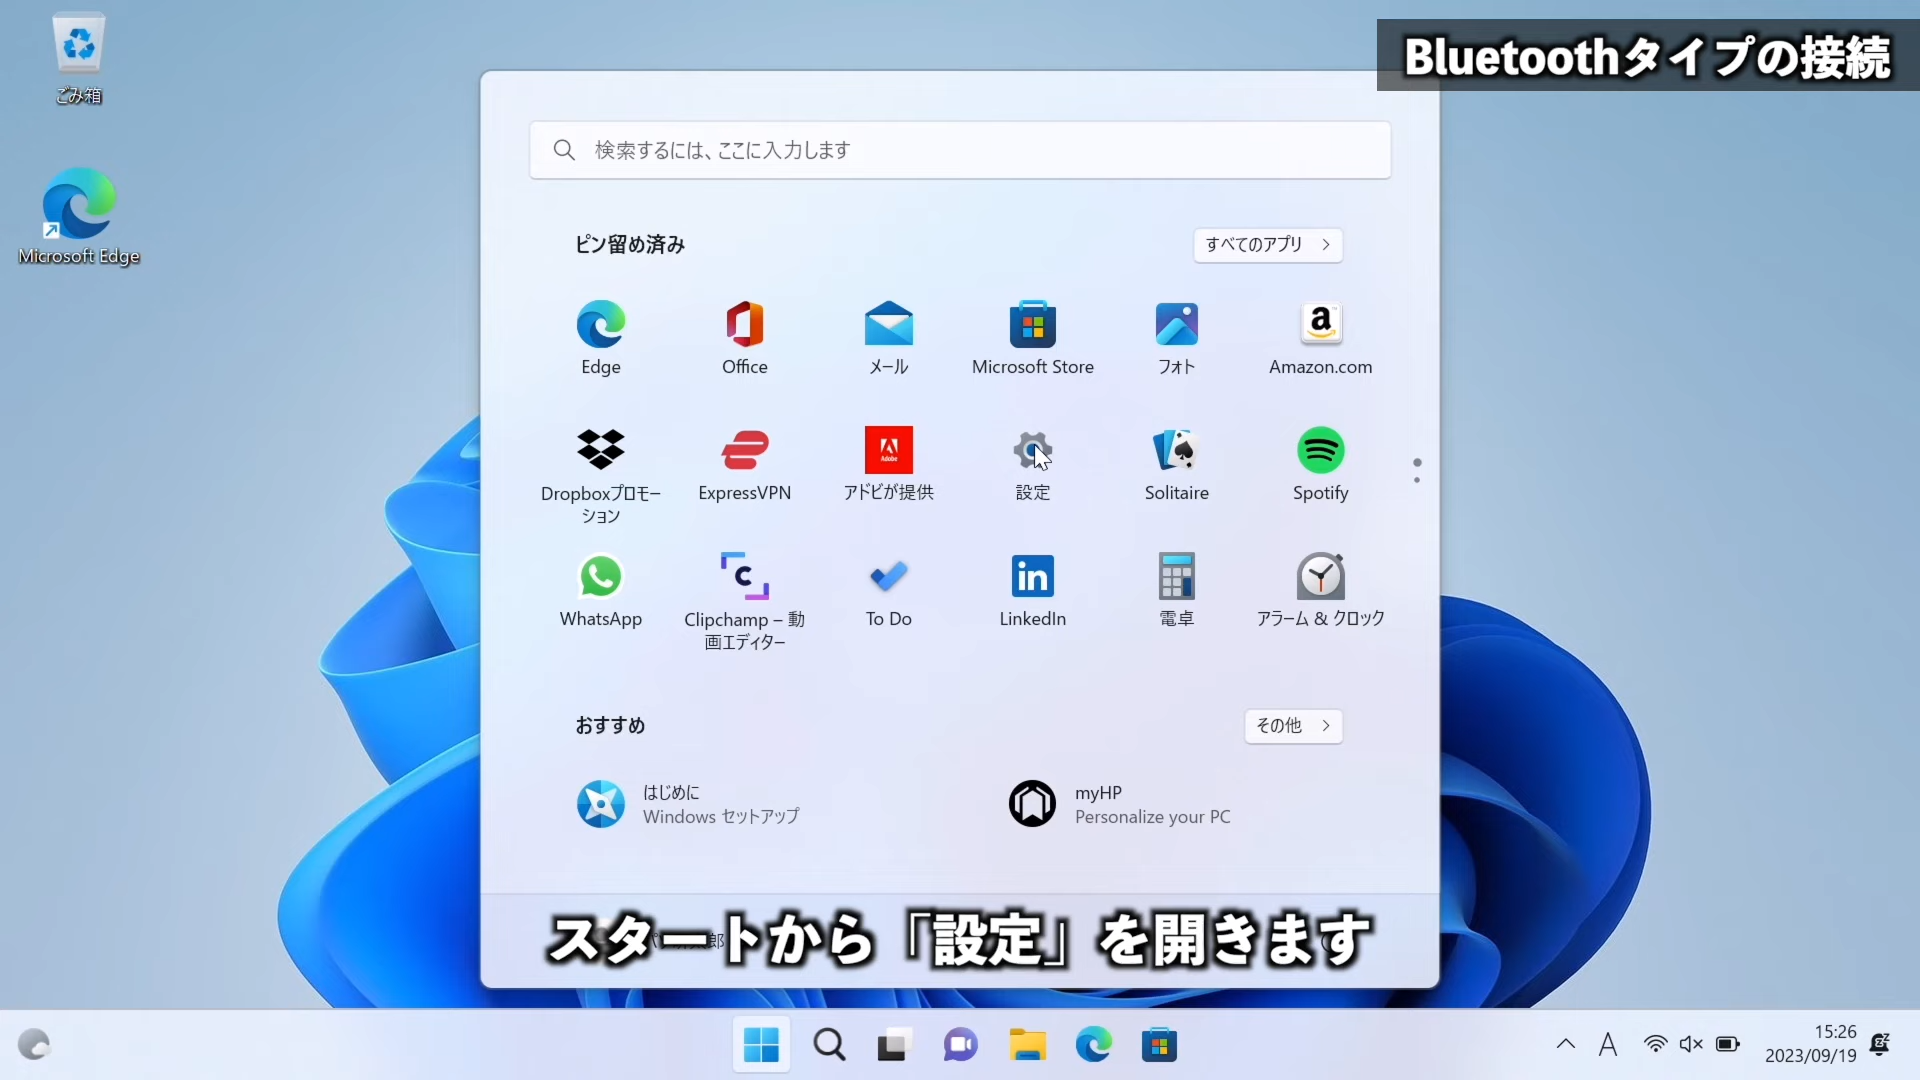 Bluetoothタイプの接続
ごみ箱
Microsoft Edge
検索するには、ここに入力します
ピン留め済み
すべてのアプリ
Edge
Office
メール
Microsoft Store
フォト
Amazon.com
Dropboxプロモー
ション
ExpressVPN
アドビが提供
設定
Solitaire
Spotify
WhatsApp
Clipchamp – 動
画エディター
To Do
LinkedIn
電卓
アラーム & クロック
おすすめ
その他
はじめに
Windows セットアップ
myHP
Personalize your PC
スタートから「設定」を開きます
A
15:26
2023/09/19